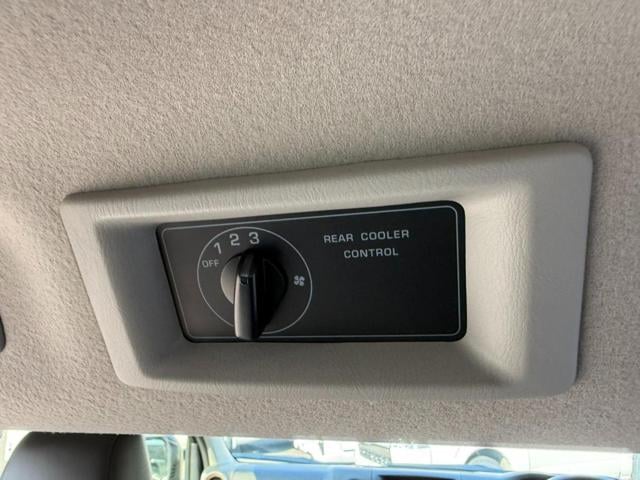 OFF 1 2 3
REAR COOLER
CONTROL